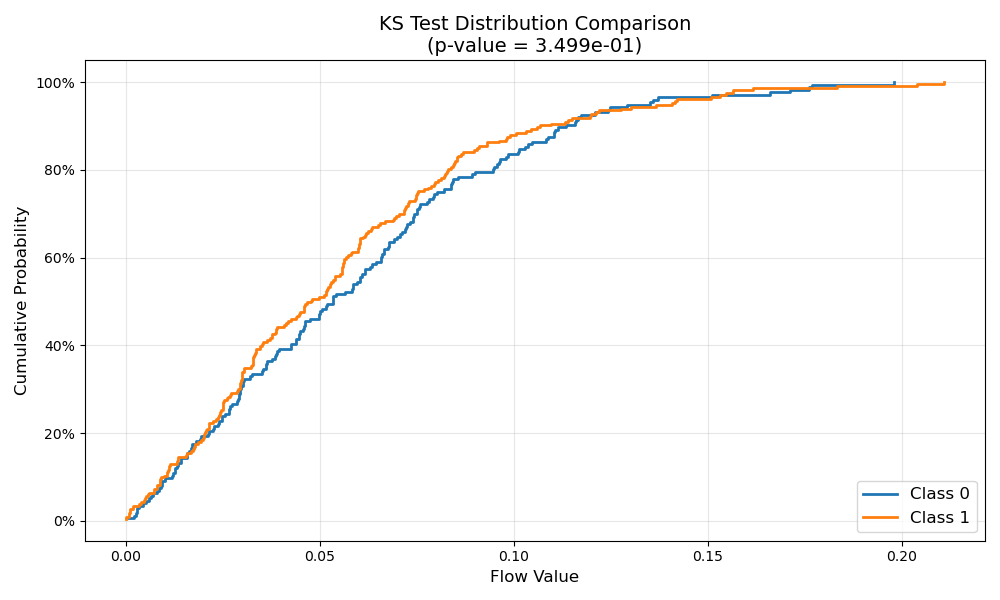 KS Test Distribution Comparison
(p-value = 3.499e-01)
100%
80%
60%
40%
20%
0%
Cumulative Probability
0.00
0.05
0.10
0.15
0.20
Flow Value
Class 0
Class 1